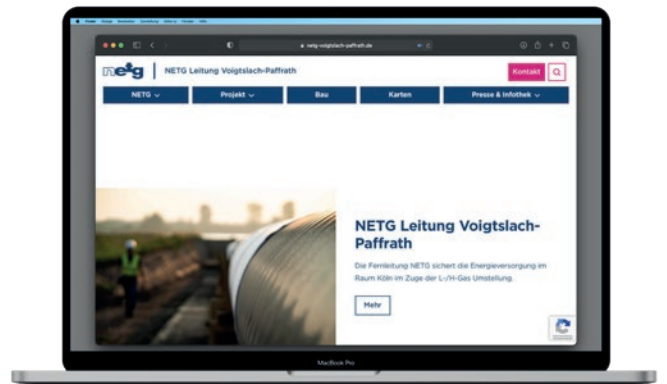 netg-voigtslach-paffrath.de
netg
NETG Leitung Voigtslach-Paffrath
Kontakt
NETG
Projekt
Bau
Karten
Presse & Infothek
NETG Leitung Voigtslach-
Paffrath
Die Fernleitung NETG sichert die Energieversorgung im
Raum Köln im Zuge der L-/H-Gas Umstellung.
Mehr
MacBook Pro